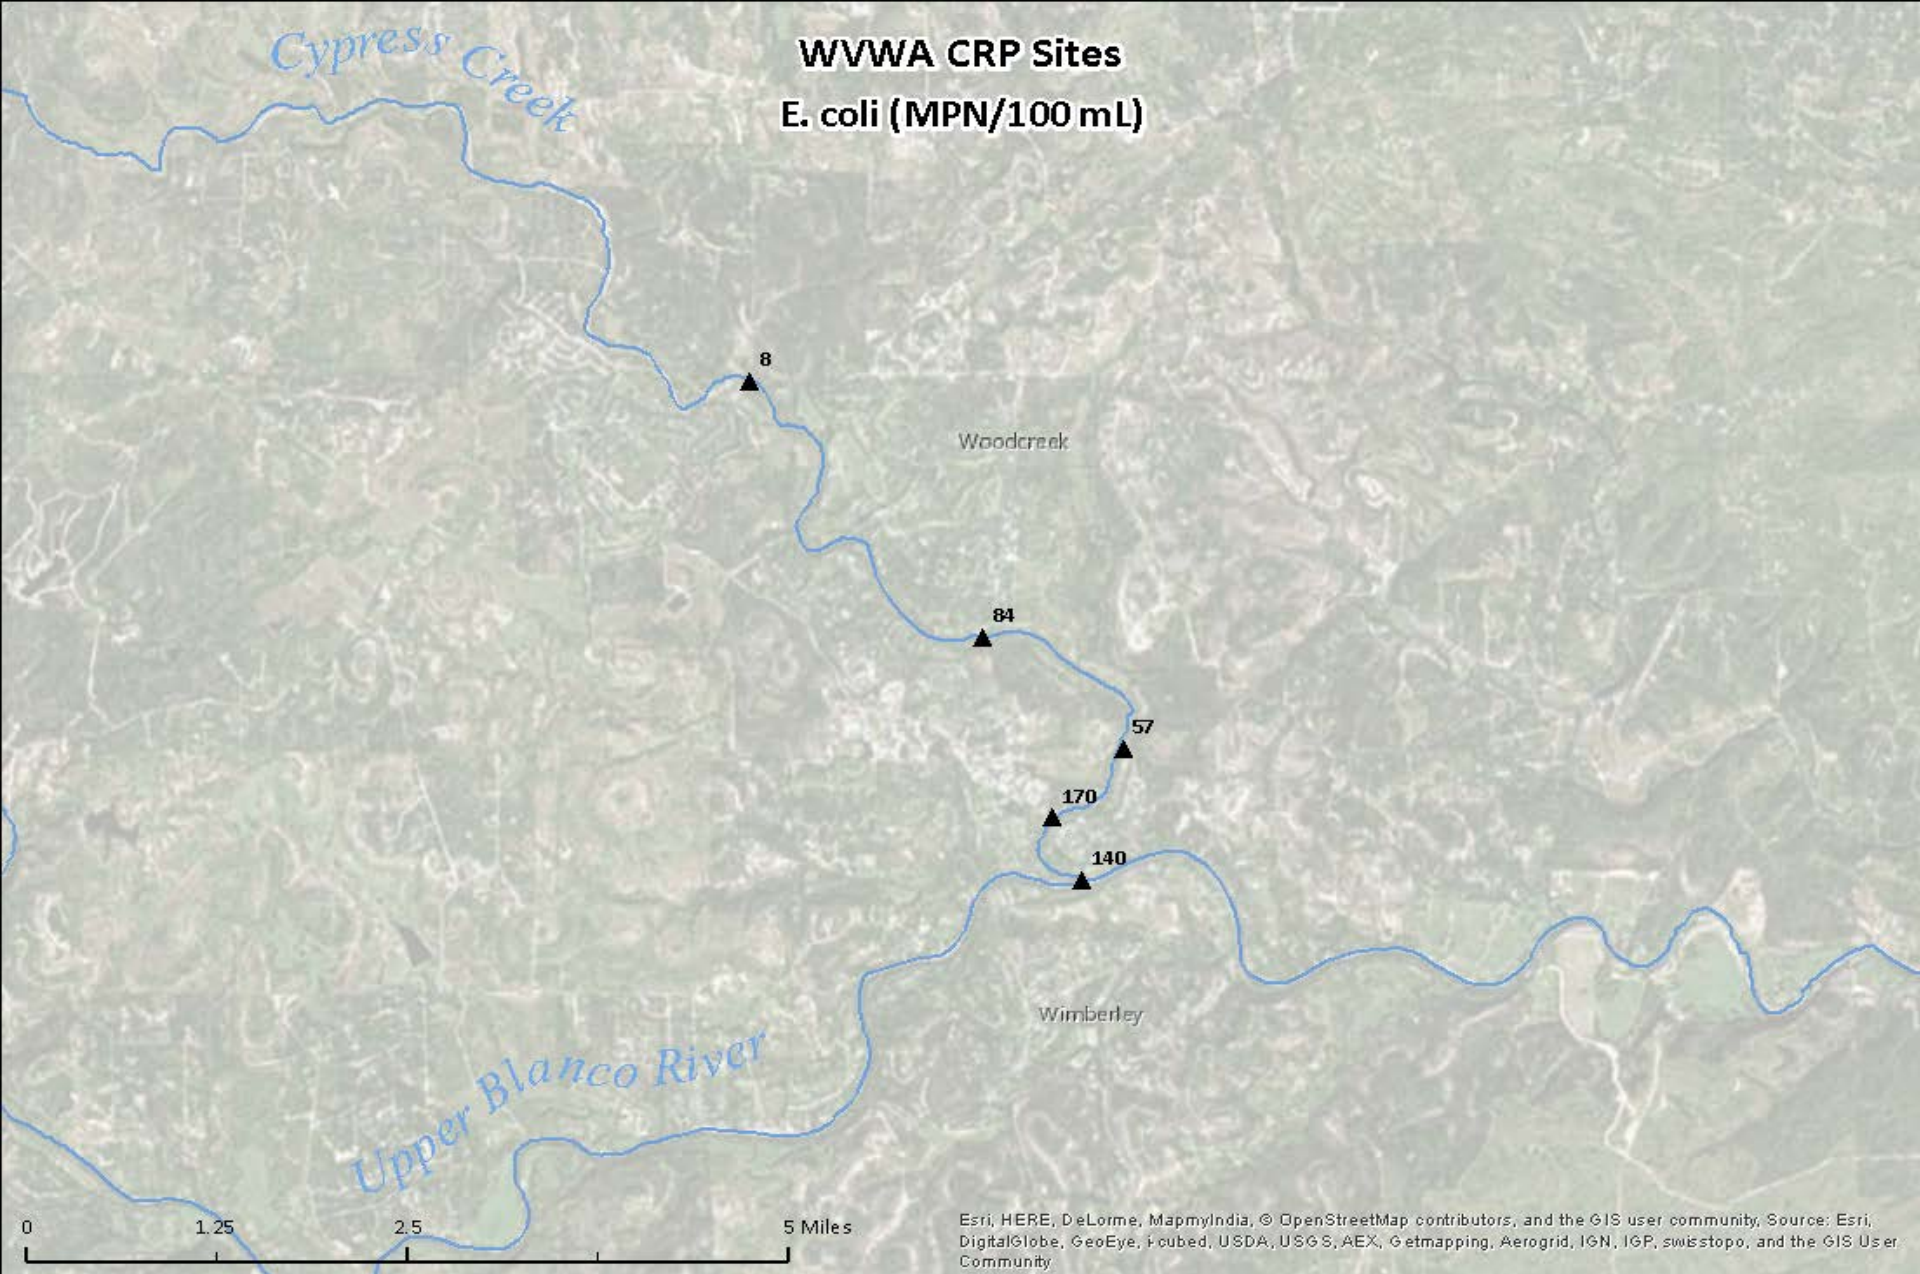 Cypress Creek
WVWA CRP Sites
E. coli (MPN/100 mL)
8
Woodcreek
84
57
170
140
Wimberley
Upper Blanco River
0 1.25 2.5 5 Miles
Esri, HERE, DeLorme, MapmyIndia, © OpenStreetMap contributors, and the GIS user community, Source: Esri,
DigitalGlobe, GeoEye, i-cubed, USDA, USGS, AEX, Getmapping, Aerogrid, IGN, IGP, swisstopo, and the GIS User
Community